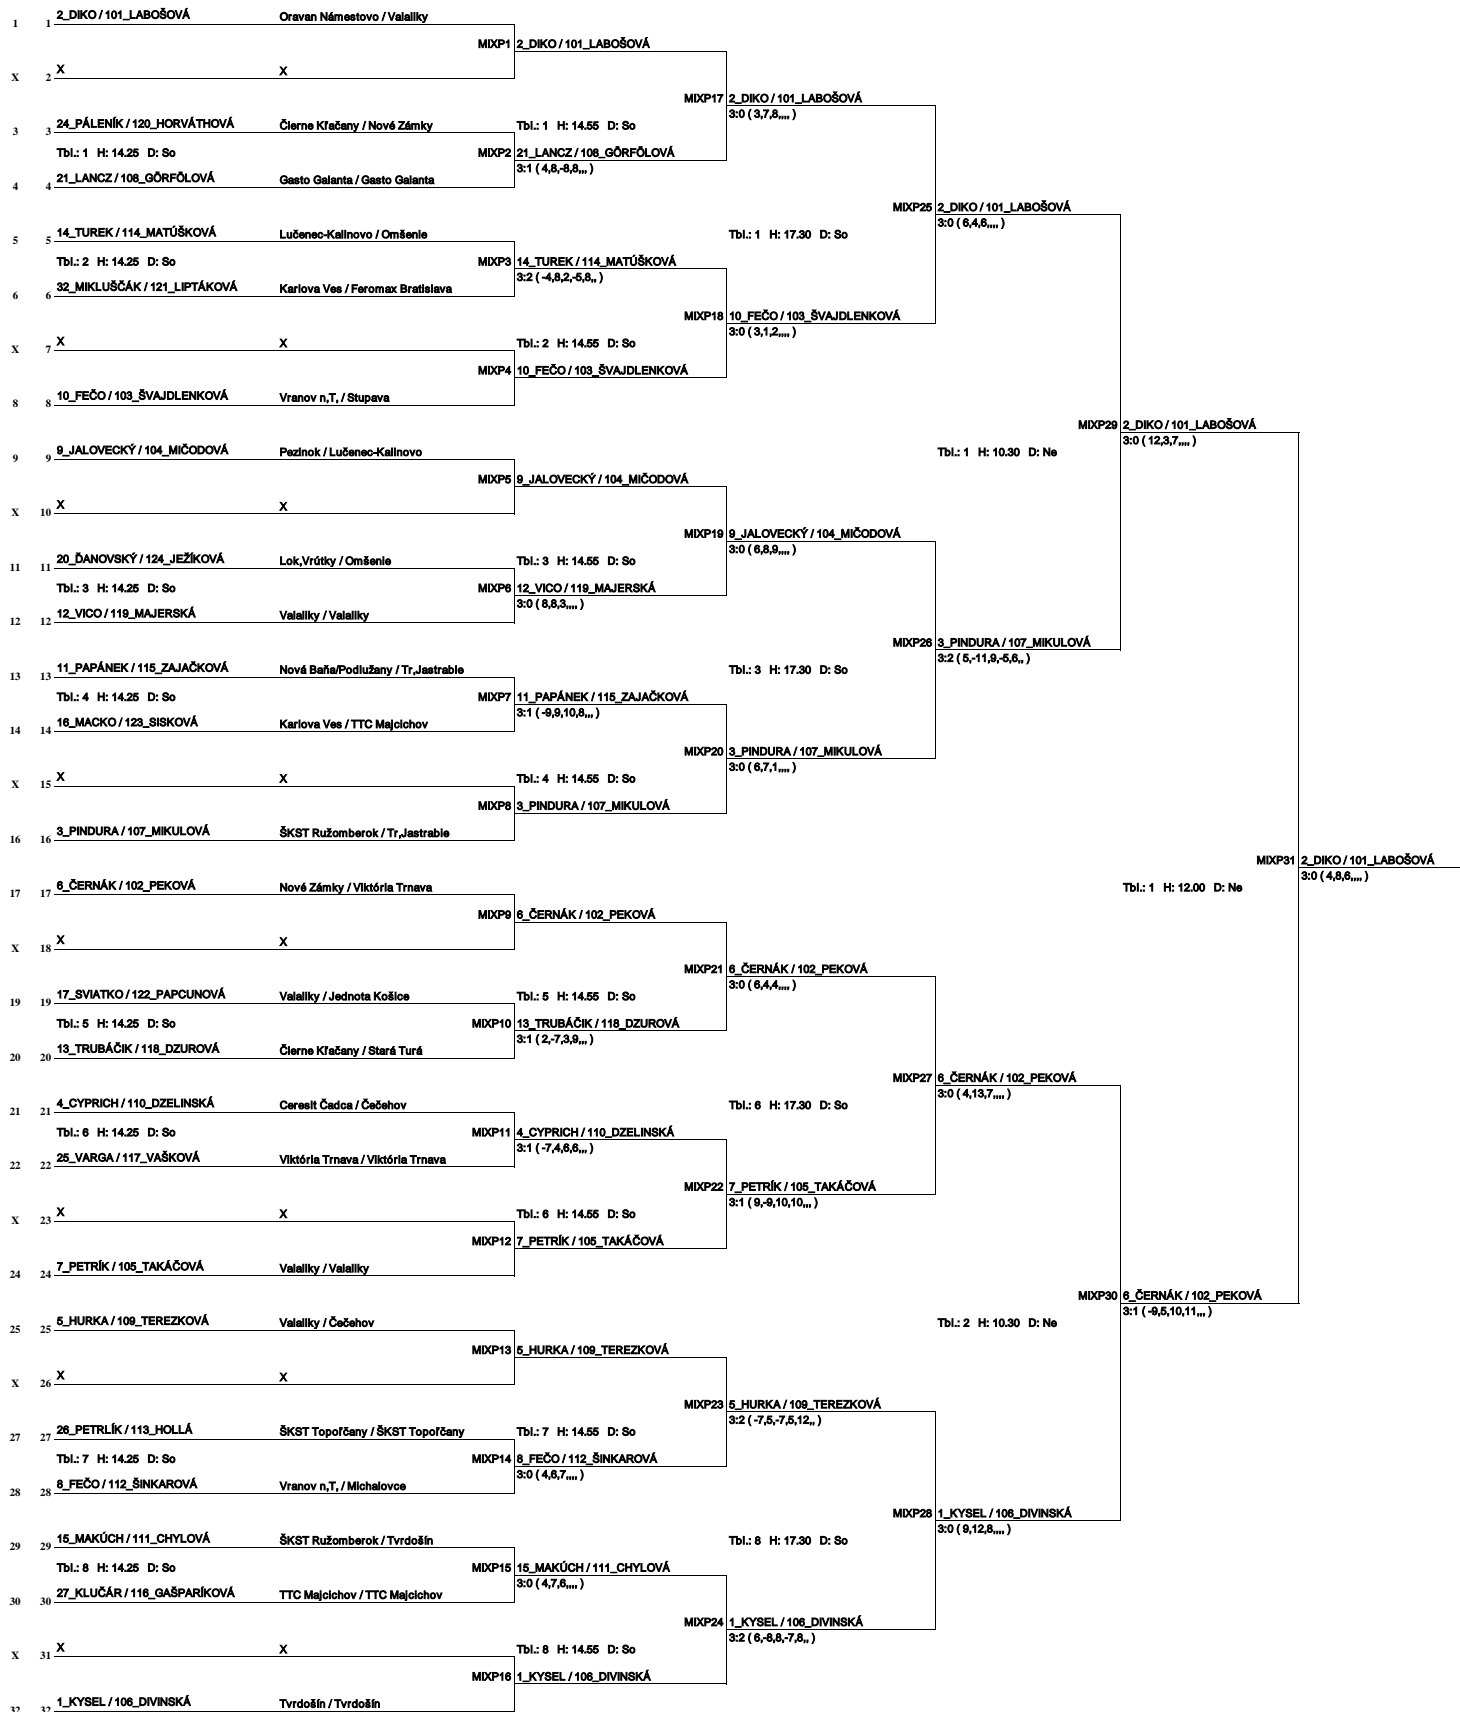 1 1 2_DIKO / 101_LABOŠOVÁ Oravan Námestovo / Valaliky
MIXP1 2_DIKO / 101_LABOŠOVÁ
X 2 X X
MIXP17 2_DIKO / 101_LABOŠOVÁ
3:0 ( 3,7,8,,,, )
3 3 24_PÁLENÍK / 120_HORVÁTHOVÁ Čierne Kľačany / Nové Zámky Tbl.: 1 H: 14.55 D: So
Tbl.: 1 H: 14.25 D: So MIXP2 21_LANCZ / 108_GÖRFÖLOVÁ
3:1 ( 4,8,-8,8,,, )
4 4 21_LANCZ / 108_GÖRFÖLOVÁ Gasto Galanta / Gasto Galanta
MIXP25 2_DIKO / 101_LABOŠOVÁ
3:0 ( 6,4,6,,,, )
5 5 14_TUREK / 114_MATÚŠKOVÁ Lučenec-Kalinovo / Omšenie Tbl.: 1 H: 17.30 D: So
Tbl.: 2 H: 14.25 D: So MIXP3 14_TUREK / 114_MATÚŠKOVÁ
3:2 ( -4,8,2,-5,8,, )
6 6 32_MIKLUŠČÁK / 121_LIPTÁKOVÁ Karlova Ves / Feromax Bratislava
MIXP18 10_FEČO / 103_ŠVAJDLENKOVÁ
3:0 ( 3,1,2,,,, )
X 7 X X Tbl.: 2 H: 14.55 D: So
MIXP4 10_FEČO / 103_ŠVAJDLENKOVÁ
8 8 10_FEČO / 103_ŠVAJDLENKOVÁ Vranov n,T, / Stupava
MIXP29 2_DIKO / 101_LABOŠOVÁ
3:0 ( 12,3,7,,,, )
9 9 9_JALOVECKÝ / 104_MIČODOVÁ Pezinok / Lučenec-Kalinovo Tbl.: 1 H: 10.30 D: Ne
MIXP5 9_JALOVECKÝ / 104_MIČODOVÁ
X 10 X X
MIXP19 9_JALOVECKÝ / 104_MIČODOVÁ
3:0 ( 6,8,9,,,, )
11 11 20_ĎANOVSKÝ / 124_JEŽÍKOVÁ Lok,Vrútky / Omšenie Tbl.: 3 H: 14.55 D: So
Tbl.: 3 H: 14.25 D: So MIXP6 12_VICO / 119_MAJERSKÁ
3:0 ( 8,8,3,,,, )
12 12 12_VICO / 119_MAJERSKÁ Valaliky / Valaliky
MIXP26 3_PINDURA / 107_MIKULOVÁ
3:2 ( 5,-11,9,-5,6,, )
13 13 11_PAPÁNEK / 115_ZAJAČKOVÁ Nová Baňa/Podlužany / Tr,Jastrabie Tbl.: 3 H: 17.30 D: So
Tbl.: 4 H: 14.25 D: So MIXP7 11_PAPÁNEK / 115_ZAJAČKOVÁ
3:1 ( -9,9,10,8,,, )
14 14 16_MACKO / 123_SISKOVÁ Karlova Ves / TTC Majcichov
MIXP20 3_PINDURA / 107_MIKULOVÁ
3:0 ( 6,7,1,,,, )
X 15 X X Tbl.: 4 H: 14.55 D: So
MIXP8 3_PINDURA / 107_MIKULOVÁ
16 16 3_PINDURA / 107_MIKULOVÁ ŠKST Ružomberok / Tr,Jastrabie
MIXP31 2_DIKO / 101_LABOŠOVÁ
3:0 ( 4,8,6,,,, )
17 17 6_ČERNÁK / 102_PEKOVÁ Nové Zámky / Viktória Trnava Tbl.: 1 H: 12.00 D: Ne
MIXP9 6_ČERNÁK / 102_PEKOVÁ
X 18 X X
MIXP21 6_ČERNÁK / 102_PEKOVÁ
3:0 ( 6,4,4,,,, )
19 19 17_SVIATKO / 122_PAPCUNOVÁ Valaliky / Jednota Košice Tbl.: 5 H: 14.55 D: So
Tbl.: 5 H: 14.25 D: So MIXP10 13_TRUBÁČIK / 118_DZUROVÁ
3:1 ( 2,-7,3,9,,, )
20 20 13_TRUBÁČIK / 118_DZUROVÁ Čierne Kľačany / Stará Turá
MIXP27 6_ČERNÁK / 102_PEKOVÁ
3:0 ( 4,13,7,,,, )
21 21 4_CYPRICH / 110_DZELINSKÁ Ceresit Čadca / Čečehov Tbl.: 6 H: 17.30 D: So
Tbl.: 6 H: 14.25 D: So MIXP11 4_CYPRICH / 110_DZELINSKÁ
3:1 ( -7,4,6,6,,, )
22 22 25_VARGA / 117_VAŠKOVÁ Viktória Trnava / Viktória Trnava
MIXP22 7_PETRÍK / 105_TAKÁČOVÁ
3:1 ( 9,-9,10,10,,, )
X 23 X X Tbl.: 6 H: 14.55 D: So
MIXP12 7_PETRÍK / 105_TAKÁČOVÁ
24 24 7_PETRÍK / 105_TAKÁČOVÁ Valaliky / Valaliky
MIXP30 6_ČERNÁK / 102_PEKOVÁ
3:1 ( -9,5,10,11,,, )
25 25 5_HURKA / 109_TEREZKOVÁ Valaliky / Čečehov Tbl.: 2 H: 10.30 D: Ne
MIXP13 5_HURKA / 109_TEREZKOVÁ
X 26 X X
MIXP23 5_HURKA / 109_TEREZKOVÁ
3:2 ( -7,5,-7,5,12,, )
27 27 26_PETRLÍK / 113_HOLLÁ ŠKST Topoľčany / ŠKST Topoľčany Tbl.: 7 H: 14.55 D: So
Tbl.: 7 H: 14.25 D: So MIXP14 8_FEČO / 112_ŠINKAROVÁ
3:0 ( 4,6,7,,,, )
28 28 8_FEČO / 112_ŠINKAROVÁ Vranov n,T, / Michalovce
MIXP28 1_KYSEL / 106_DIVINSKÁ
3:0 ( 9,12,8,,,, )
29 29 15_MAKÚCH / 111_CHYLOVÁ ŠKST Ružomberok / Tvrdošín Tbl.: 8 H: 17.30 D: So
Tbl.: 8 H: 14.25 D: So MIXP15 15_MAKÚCH / 111_CHYLOVÁ
3:0 ( 4,7,6,,,, )
30 30 27_KLUČÁR / 116_GAŠPARÍKOVÁ TTC Majcichov / TTC Majcichov
MIXP24 1_KYSEL / 106_DIVINSKÁ
3:2 ( 6,-8,8,-7,8,, )
X 31 X X Tbl.: 8 H: 14.55 D: So
MIXP16 1_KYSEL / 106_DIVINSKÁ
32 32 1_KYSEL / 106_DIVINSKÁ Tvrdošín / Tvrdošín